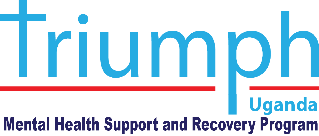 Triumph
Uganda
Mental Health Support and Recovery Program